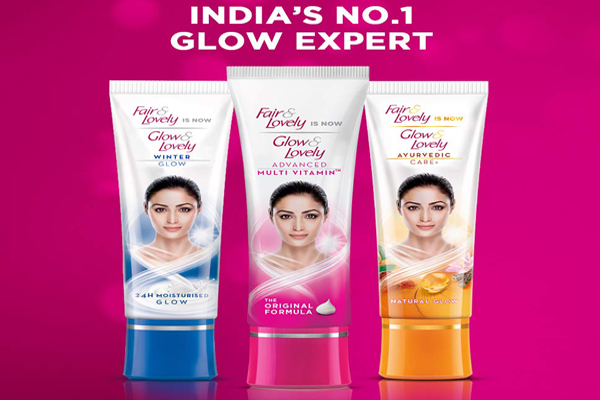 INDIA'S NO.1
GLOW EXPERT
Fair &
Lovely IS NOW
Glow &
Lovely
WINTER
GLOW
24H MOISTURISED
GLOW
Fair &
Lovely IS NOW
Glow &
Lovely
ADVANCED
MULTI VITAMIN™
THE
ORIGINAL
FORMULA
Fair &
Lovely IS NOW
Glow &
Lovely
AYURVEDIC
CARE+
NATURAL GLOW